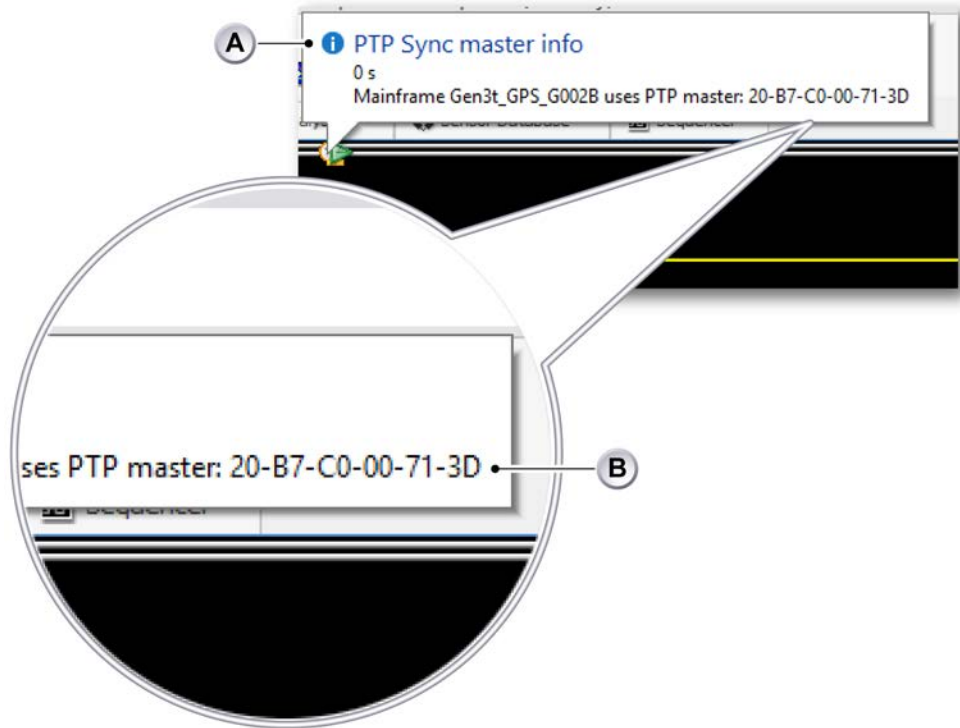 A
PTP Sync master info
0 s
Mainframe Gen3t_GPS_G002B uses PTP master: 20-B7-C0-00-71-3D
Sensor Database
Sequencer
ses PTP master: 20-B7-C0-00-71-3D
B
Sequencer